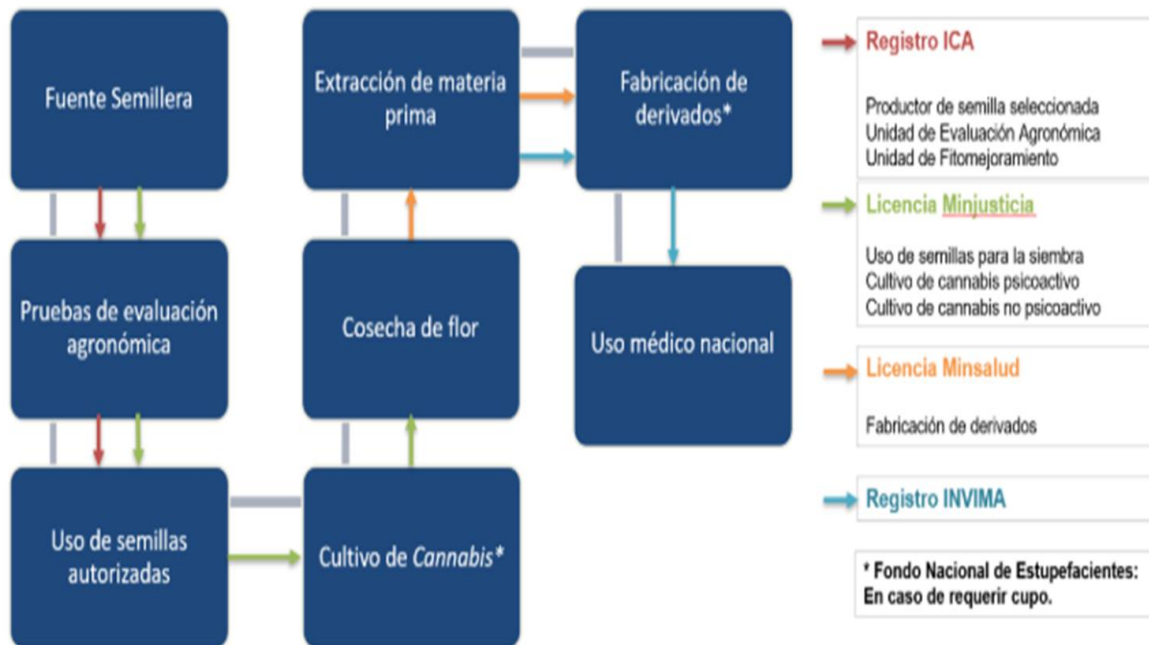 Fuente Semillera
Pruebas de evaluación
agronómica
Uso de semillas
autorizadas
Cultivo de Cannabis*
Cosecha de flor
Extracción de materia
prima
Fabricación de
derivados*
Uso médico nacional
Registro ICA
Productor de semilla seleccionada
Unidad de Evaluación Agronómica
Unidad de Fitomejoramiento
Licencia Minjusticia
Uso de semillas para la siembra
Cultivo de cannabis psicoactivo
Cultivo de cannabis no psicoactivo
Licencia Minsalud
Fabricación de derivados
Registro INVIMA
* Fondo Nacional de Estupefacientes:
En caso de requerir cupo.